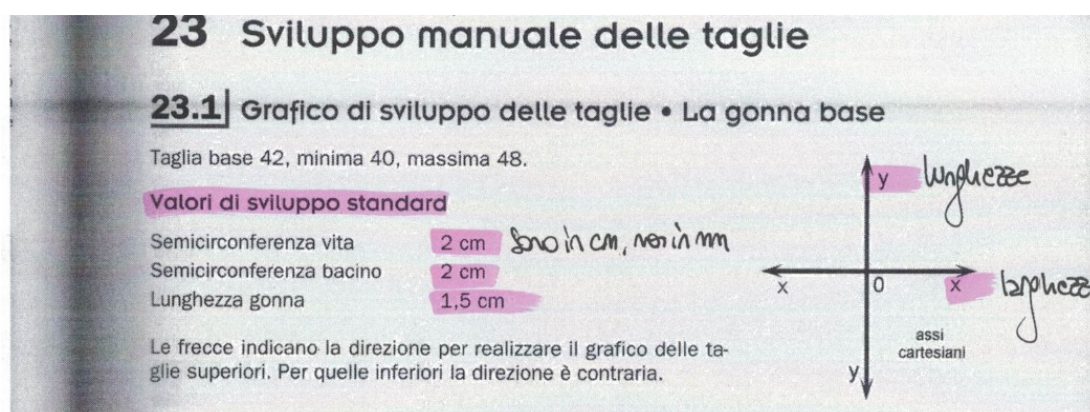 23 Sviluppo manuale delle taglie
23.1 Grafico di sviluppo delle taglie • La gonna base
Taglia base 42, minima 40, massima 48.
Valori di sviluppo standard
Semicirconferenza vita 2 cm sono in cm, non in mm
Semicirconferenza bacino 2 cm
Lunghezza gonna 1,5 cm
Le frecce indicano la direzione per realizzare il grafico delle ta-
glie superiori. Per quelle inferiori la direzione è contraria.
y lunghezze
x 0 x larghezze
assi
cartesiani
y